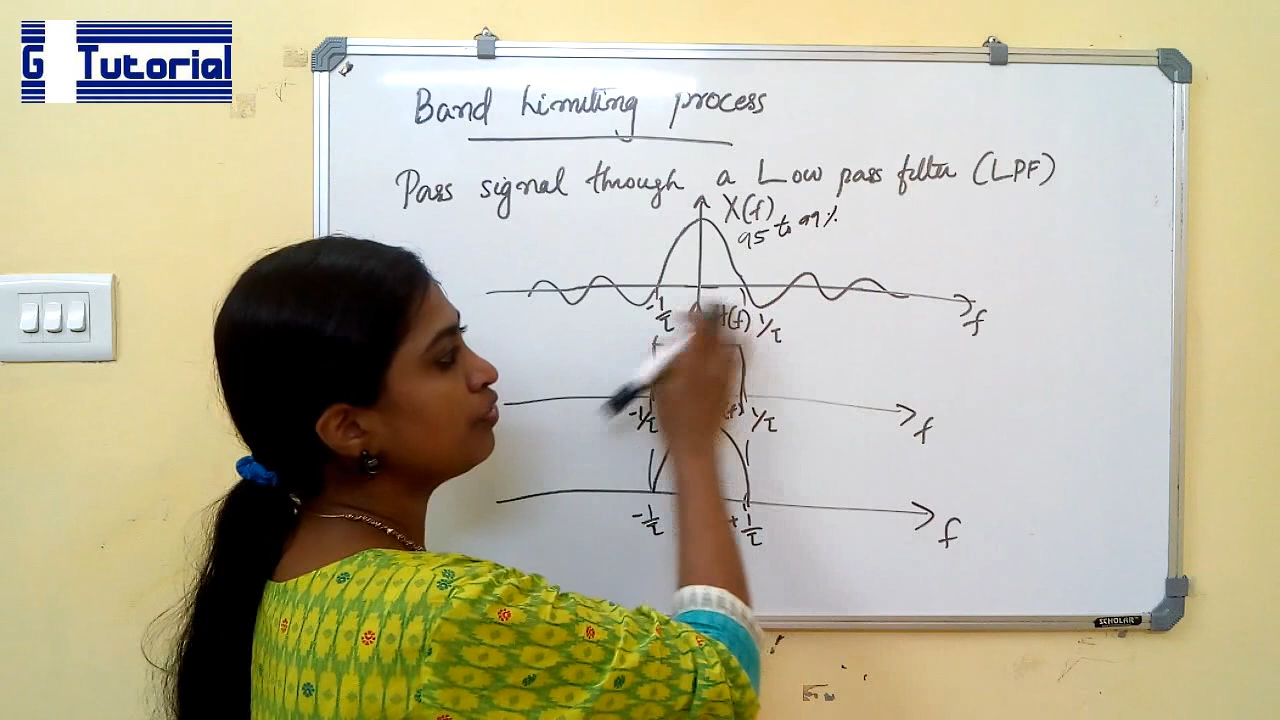 G Tutorial
Band Limiting process
Pass signal through a Low pass filter (LPF)
X(f)
95 to 99%
-1/τ
H(f) 1/τ
f
-1/τ
1/τ
f
-1/τ
+1/τ
f
SCHOLAR